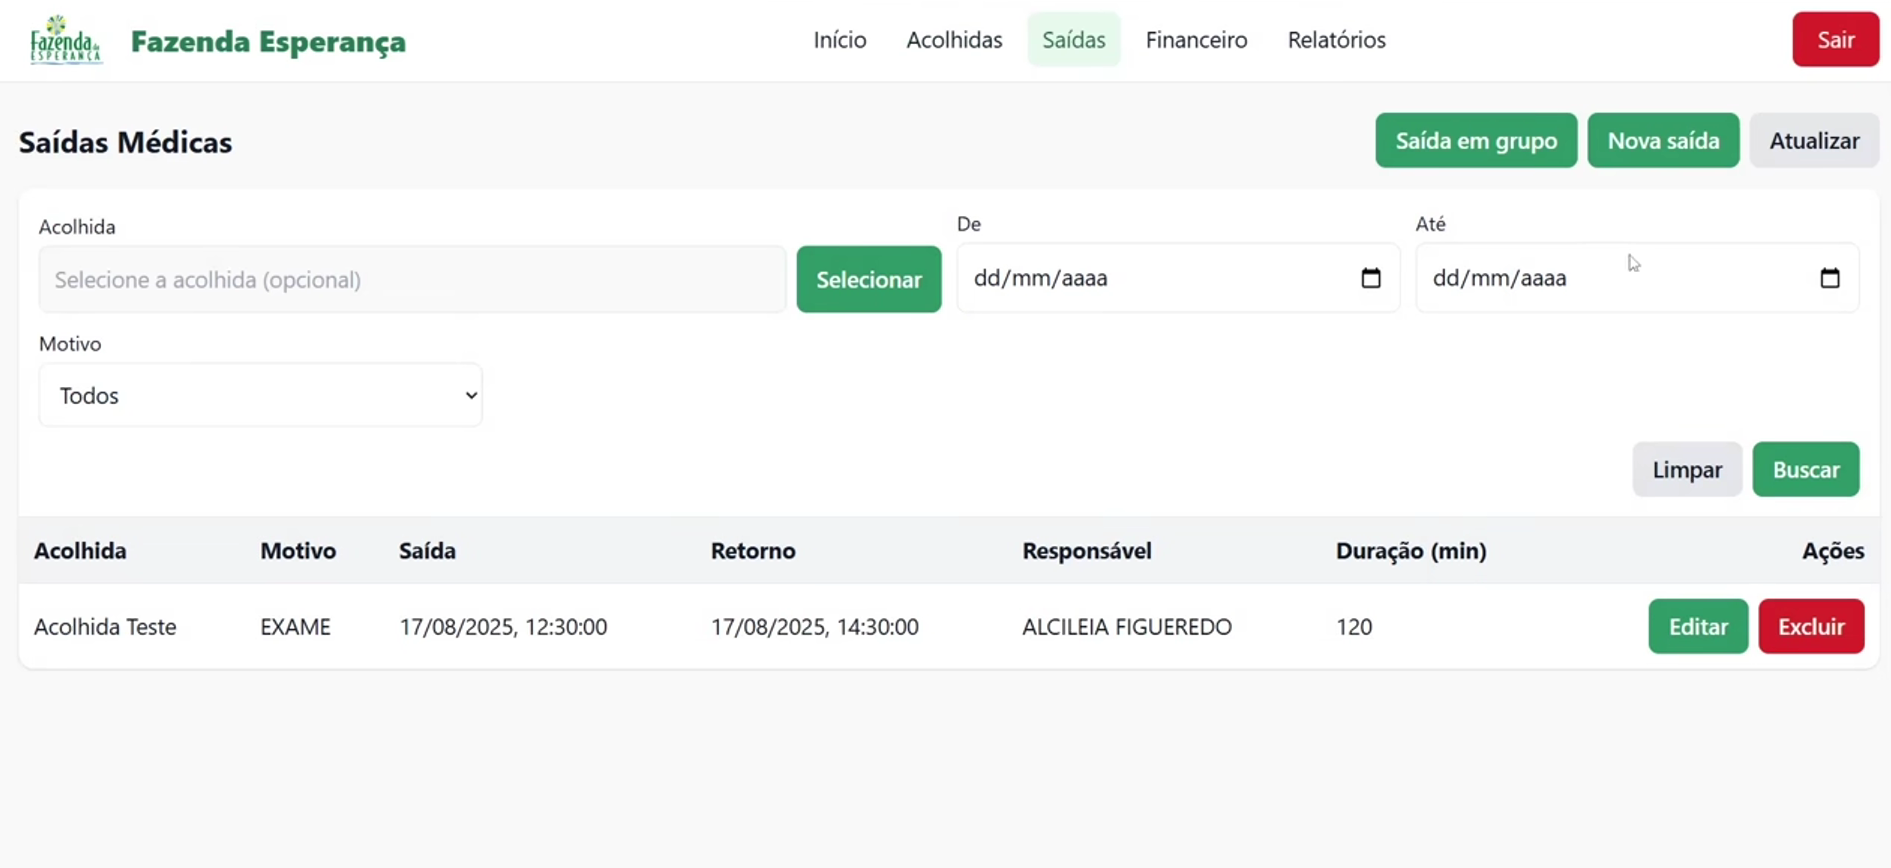 Fazenda da
ESPERANÇA
Fazenda Esperança
Início Acolhidas Saídas Financeiro Relatórios
Sair
Saídas Médicas
Saída em grupo Nova saída Atualizar
Acolhida De Até
Selecione a acolhida (opcional) Selecionar dd/mm/aaaa dd/mm/aaaa
Motivo
Todos
Limpar Buscar
Acolhida Motivo Saída Retorno Responsável Duração (min) Ações
Acolhida Teste EXAME 17/08/2025, 12:30:00 17/08/2025, 14:30:00 ALCILEIA FIGUEREDO 120 Editar Excluir